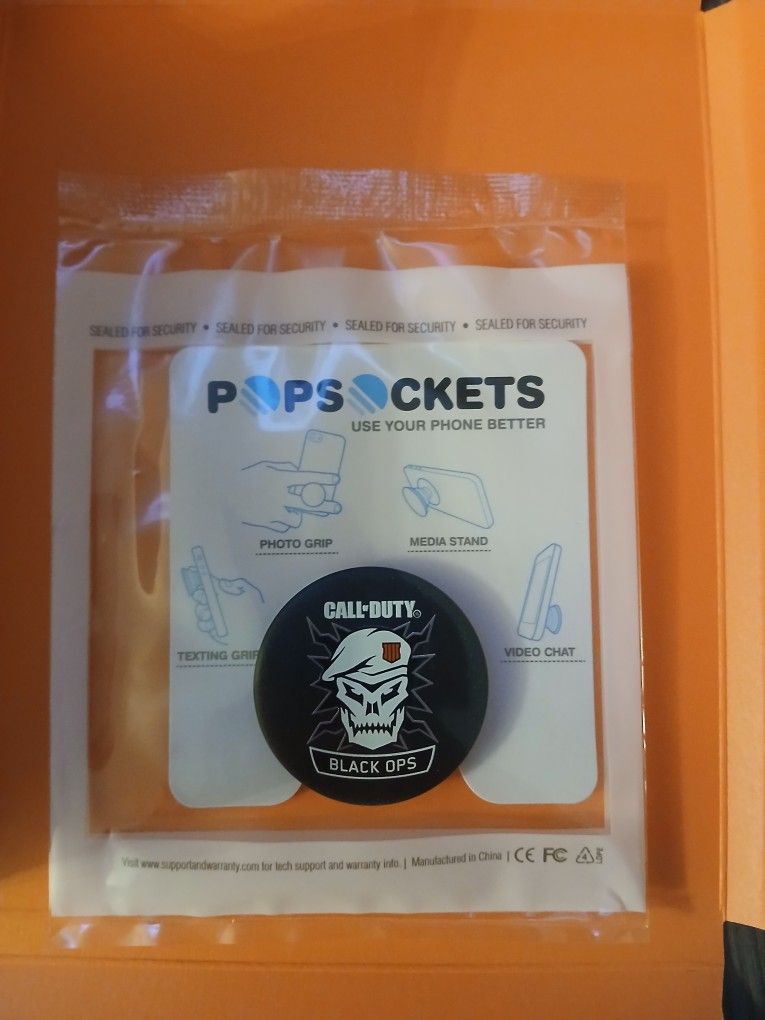 SEALED FOR SECURITY • SEALED FOR SECURITY • SEALED FOR SECURITY • SEALED FOR SECURITY
POPSOCKETS
USE YOUR PHONE BETTER
PHOTO GRIP
MEDIA STAND
TEXTING GRIP
VIDEO CHAT
CALL OF DUTY®
BLACK OPS
Visit www.supportandwarranty.com for tech support and warranty info. | Manufactured in China | CE FC 4 LDPE